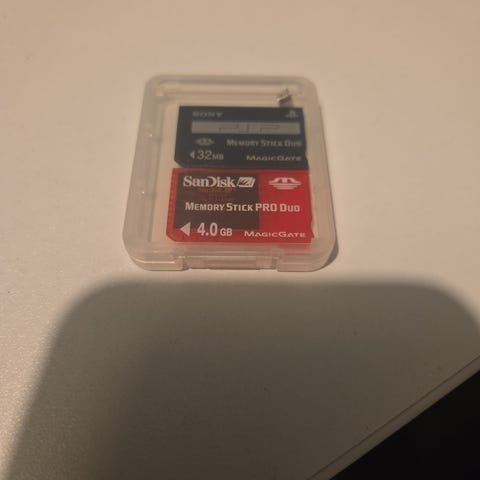 SONY
PSP
MEMORY STICK DUO
32MB
MAGICGATE
SanDisk
MEMORY STICK PRO DUO
4.0 GB
MAGICGATE